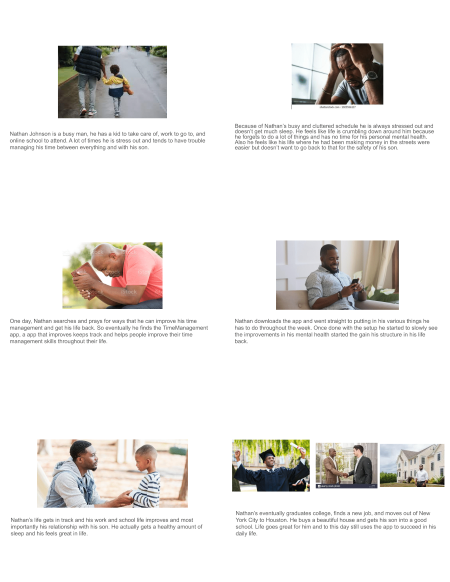 Nathan Johnson is a busy man, he has a kid to take care of, work to go to, and
online school to attend. A lot of times he is stress out and tends to have trouble
managing his time between everything and with his son.
Because of Nathan's busy and cluttered schedule he is always stressed out and
doesn't get much sleep. He feels like life is crumbling down around him because
he forgets to do a lot of things and has no time for his personal mental health.
Also he feels like his life where he had been making money in the streets were
easier but doesn't want to go back to that for the safety of his son.
One day, Nathan searches and prays for ways that he can improve his time
management and get his life back. So eventually he finds the TimeManagement
app, a app that improves keeps track and helps people improve their time
management skills throughout their life.
Nathan downloads the app and went straight to putting in his various things he
has to do throughout the week. Once done with the setup he started to slowly see
the improvements in his mental health started the gain his structure in his life
back.
Nathan's life gets in track and his work and school life improves and most
importantly his relationship with his son. He actually gets a healthy amount of
sleep and his feels great in life.
Nathan's eventually graduates college, finds a new job, and moves out of New
York City to Houston. He buys a beautiful house and gets his son into a good
school. Life goes great for him and to this day still uses the app to succeed in his
daily life.